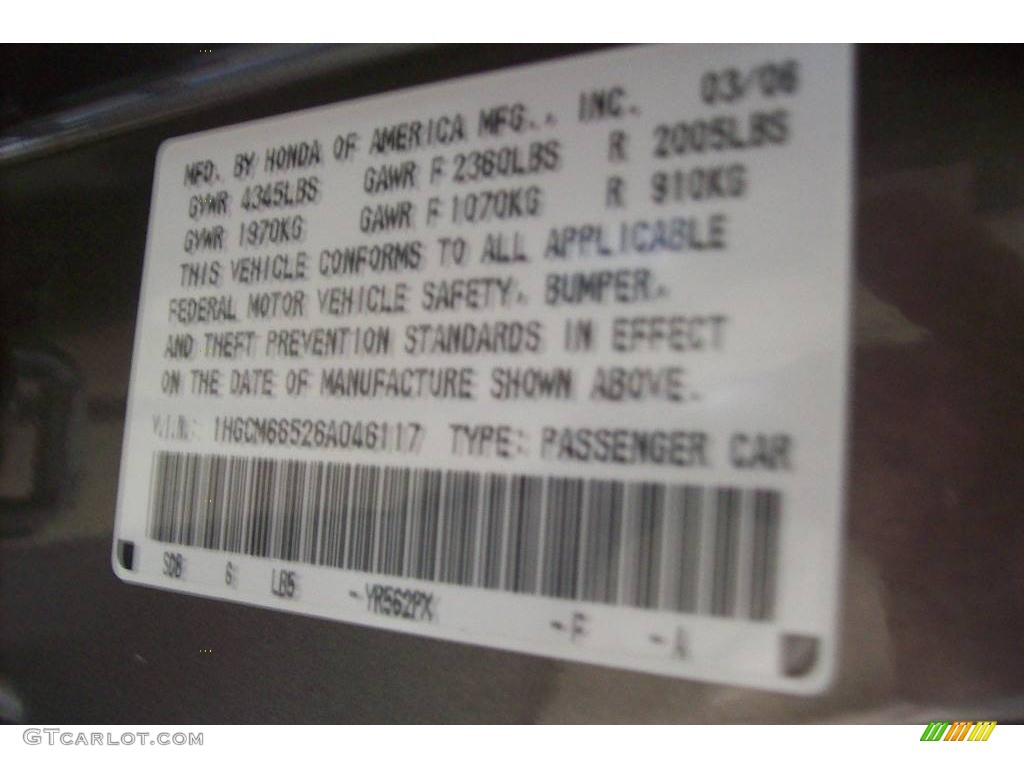 MFD. BY HONDA OF AMERICA MFG., INC. 03/06
GVWR 4345LBS GAWR F 2360LBS R 2005LBS
GVWR 1970KG GAWR F 1070KG R 910KG
THIS VEHICLE CONFORMS TO ALL APPLICABLE
FEDERAL MOTOR VEHICLE SAFETY, BUMPER,
AND THEFT PREVENTION STANDARDS IN EFFECT
ON THE DATE OF MANUFACTURE SHOWN ABOVE.
V.I.N.: 1HGCM66526A046117 TYPE: PASSENGER CAR
6 -YR562PX -F -A
GTCARLOT.COM